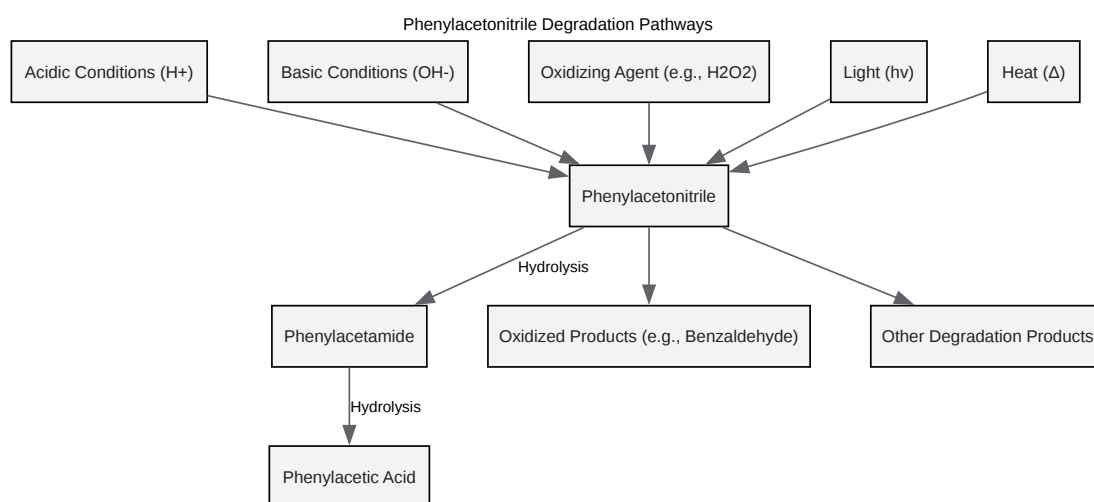 Phenylacetonitrile Degradation Pathways
Acidic Conditions (H+)
Basic Conditions (OH-)
Oxidizing Agent (e.g., H2O2)
Light (hv)
Heat (Δ)
Phenylacetonitrile
Hydrolysis
Phenylacetamide
Oxidized Products (e.g., Benzaldehyde)
Other Degradation Products
Hydrolysis
Phenylacetic Acid